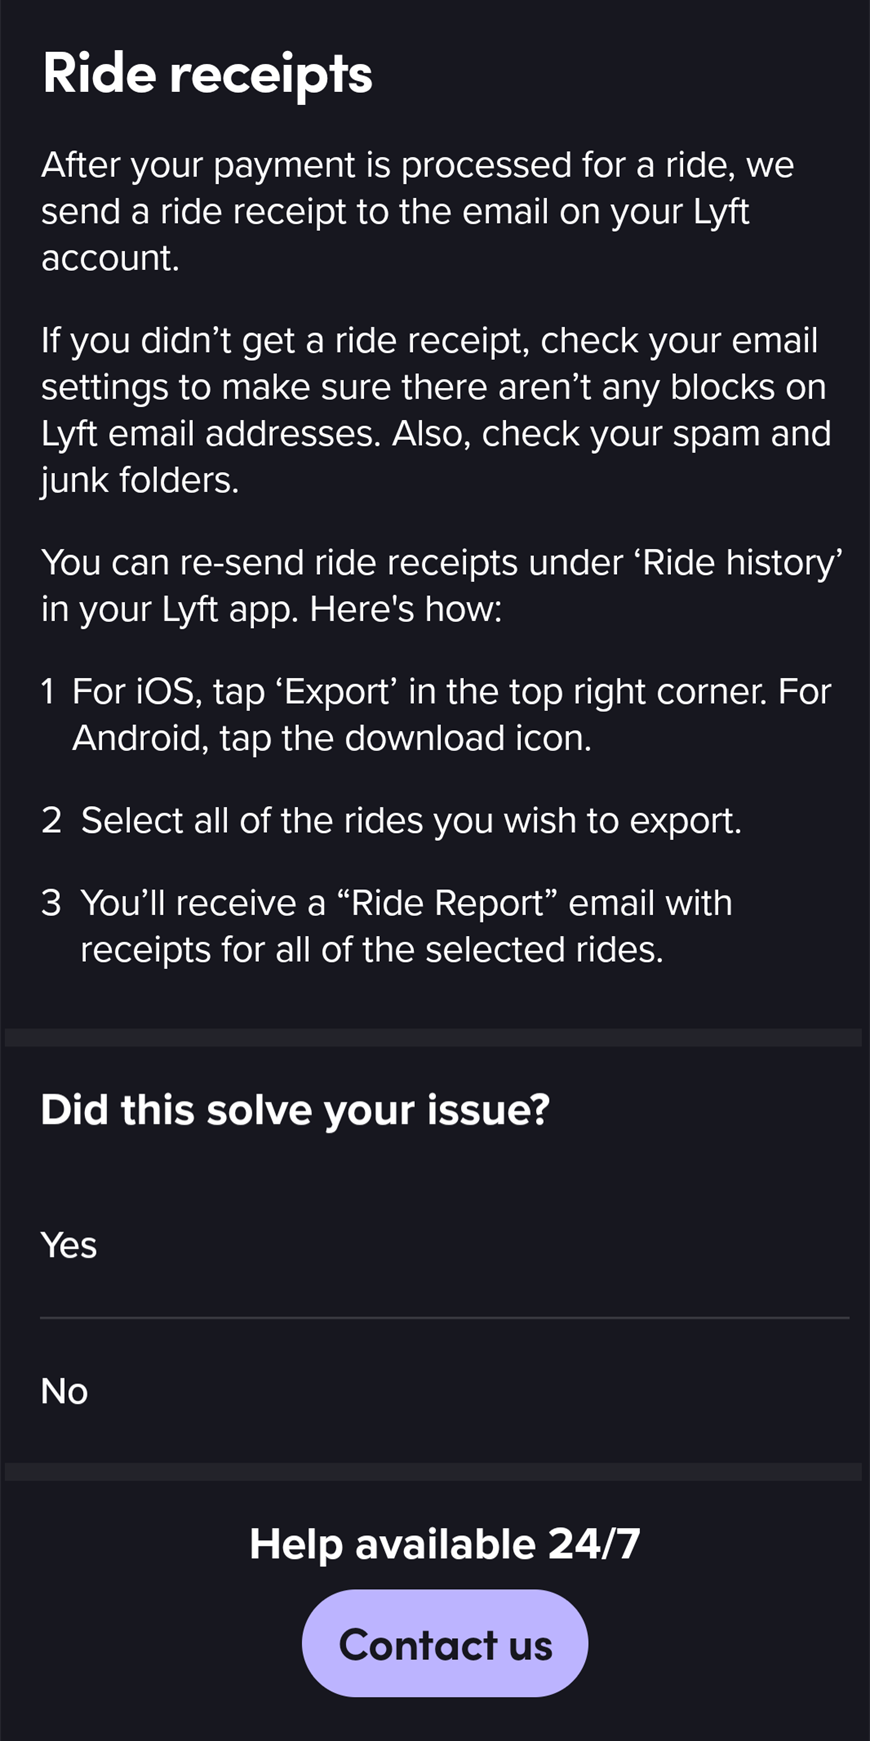 Ride receipts
After your payment is processed for a ride, we
send a ride receipt to the email on your Lyft
account.
If you didn’t get a ride receipt, check your email
settings to make sure there aren’t any blocks on
Lyft email addresses. Also, check your spam and
junk folders.
You can re-send ride receipts under ‘Ride history’
in your Lyft app. Here's how:
1 For iOS, tap ‘Export’ in the top right corner. For
Android, tap the download icon.
2 Select all of the rides you wish to export.
3 You’ll receive a “Ride Report” email with
receipts for all of the selected rides.
Did this solve your issue?
Yes
No
Help available 24/7
Contact us